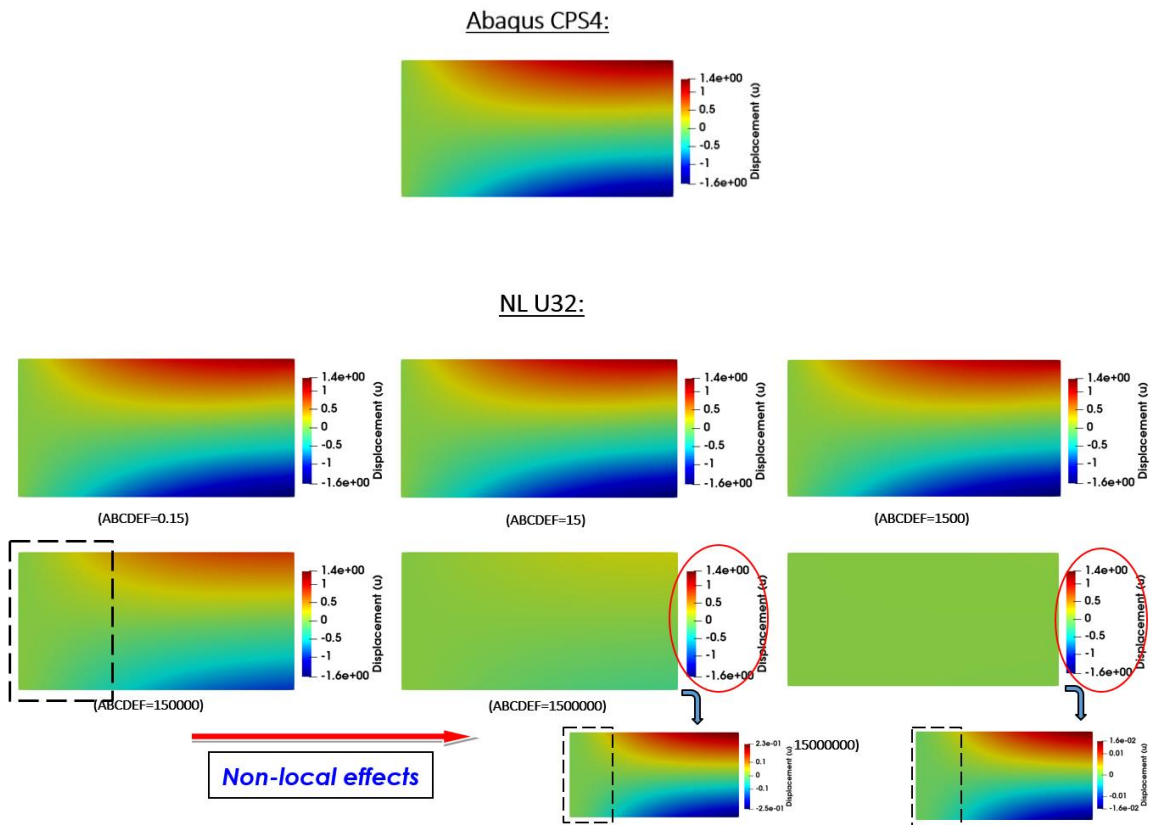 Abaqus CPS4:
1.4e+00
1
0.5
0
-0.5
-1
-1.6e+00
Displacement (u)
NL U32:
1.4e+00
1
0.5
0
-0.5
-1
-1.6e+00
Displacement (u)
(ABCDEF=0.15)
1.4e+00
1
0.5
0
-0.5
-1
-1.6e+00
Displacement (u)
(ABCDEF=15)
1.4e+00
1
0.5
0
-0.5
-1
-1.6e+00
Displacement (u)
(ABCDEF=1500)
1.4e+00
1
0.5
0
-0.5
-1
-1.6e+00
Displacement (u)
(ABCDEF=150000)
1.4e+00
1
0.5
0
-0.5
-1
-1.6e+00
Displacement (u)
(ABCDEF=1500000)
1.4e+00
1
0.5
0
-0.5
-1
-1.6e+00
Displacement (u)
15000000)
Non-local effects
2.3e-01
0.1
0
-0.1
-2.5e-01
Displacement (u)
1.6e-02
0.01
0
-0.01
-1.6e-02
Displacement (u)